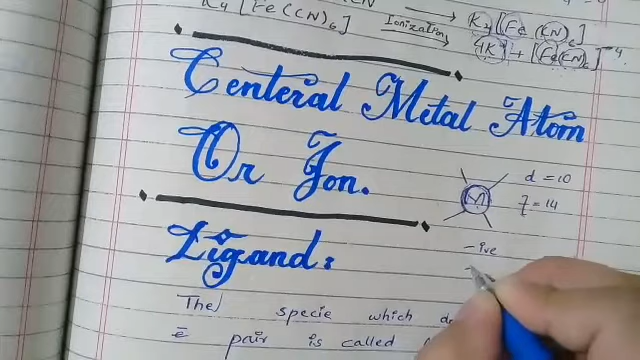 K4[Fe(CN)6] Ionization → K4[Fe(CN)6]
4K+ + [Fe(CN)6]-4
Centeral Metal Atom
Or Ion.
M d = 10
f = 14
Ligand:
-ive
The specie which
ē pair is called